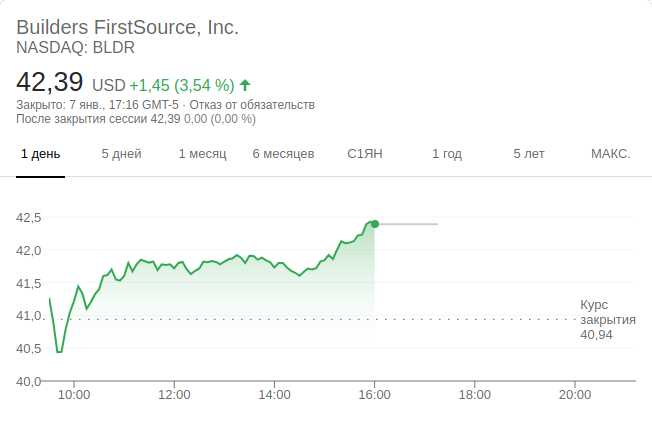 Builders FirstSource, Inc.
NASDAQ: BLDR
42,39 USD +1,45 (3,54 %)
Закрыто: 7 янв., 17:16 GMT-5 · Отказ от обязательств
После закрытия сессии 42,39 0,00 (0,00 %)
1 день 5 дней 1 месяц 6 месяцев С1ЯН 1 год 5 лет МАКС.
42,5
42,0
41,5
41,0
40,5
40,0
Курс
закрытия
40,94
10:00 12:00 14:00 16:00 18:00 20:00